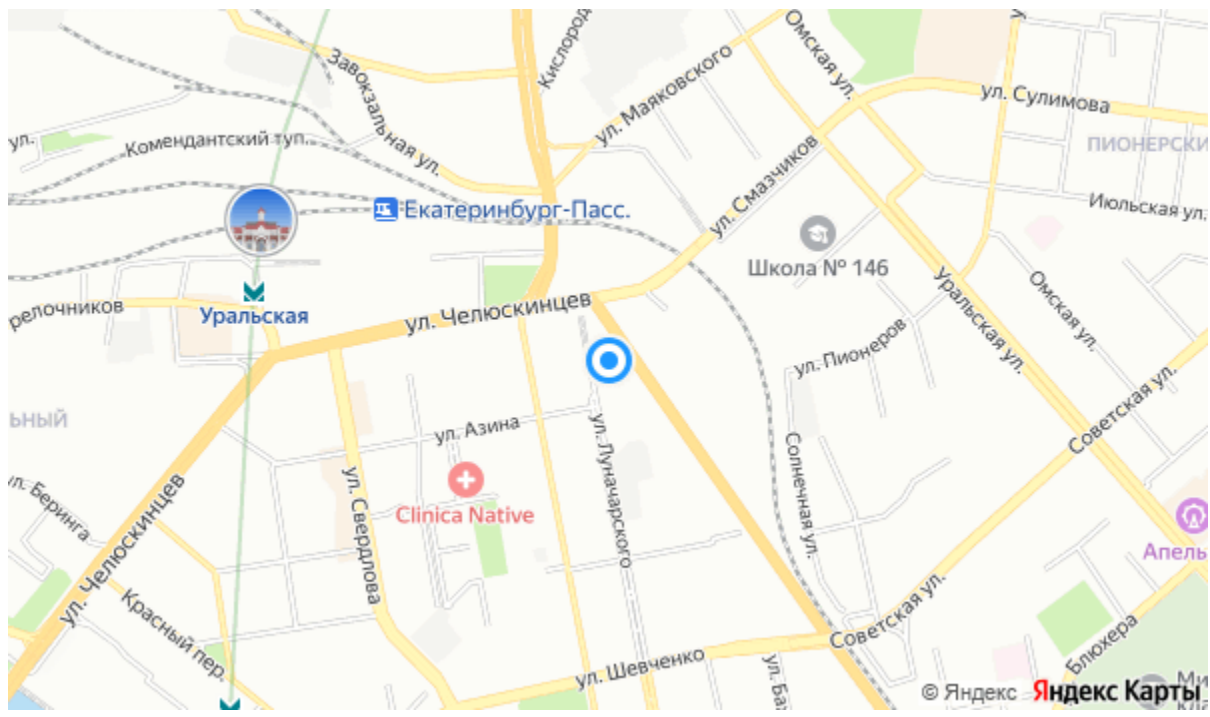 Кислород
Омская ул.
Завокзальная ул.
ул. Маяковского
ул. Сулимова
ул.
Комендантский туп.
ПИОНЕРСКИ
ул. Смазчиков
Июльская ул.
Екатеринбург-Пасс.
Школа № 146
релочников
Уральская
ул. Челюскинцев
Уральская ул.
Омская ул.
ул. Пионеров
Советская ул.
ЬНЫЙ
ул. Азина
ул. Луначарского
Солнечная ул.
ул. Беринга
ул. Свердлова
Clinica Native
ул. Челюскинцев
Апель
Красный пер.
Советская ул.
Блюхера
ул. Шевченко
ул. Баж
© Яндекс Яндекс Карты